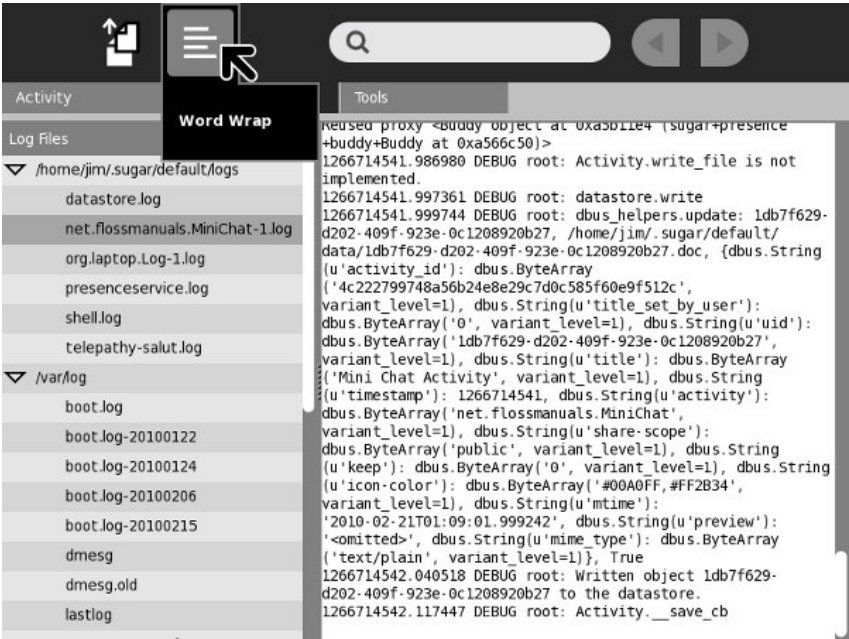 Activity
Tools
Word Wrap
Log Files
/home/jim/.sugar/default/logs
datastore.log
net.flossmanuals.MiniChat-1.log
org.laptop.Log-1.log
presenceservice.log
shell.log
telepathy-salut.log
/var/log
boot.log
boot.log-20100122
boot.log-20100124
boot.log-20100206
boot.log-20100215
dmesg
dmesg.old
lastlog
Reused proxy <Buddy object at 0xa5b11e4 (sugar+presence
+buddy+Buddy at 0xa566c50)>
1266714541.986980 DEBUG root: Activity.write_file is not
implemented.
1266714541.997361 DEBUG root: datastore.write
1266714541.999744 DEBUG root: dbus_helpers.update: 1db7f629-
d202-409f-923e-0c1208920b27, /home/jim/.sugar/default/
data/1db7f629-d202-409f-923e-0c1208920b27.doc, {dbus.String
(u'activity_id'): dbus.ByteArray
('4c222799748a56b24e8e29c7d0c585f60e9f512c',
variant_level=1), dbus.String(u'title_set_by_user'):
dbus.ByteArray('0', variant_level=1), dbus.String(u'uid'):
dbus.ByteArray('1db7f629-d202-409f-923e-0c1208920b27',
variant_level=1), dbus.String(u'title'): dbus.ByteArray
('Mini Chat Activity', variant_level=1), dbus.String
(u'timestamp'): 1266714541, dbus.String(u'activity'):
dbus.ByteArray('net.flossmanuals.MiniChat',
variant_level=1), dbus.String(u'share-scope'):
dbus.ByteArray('public', variant_level=1), dbus.String
(u'keep'): dbus.ByteArray('0', variant_level=1), dbus.String
(u'icon-color'): dbus.ByteArray('#00A0FF,#FF2B34',
variant_level=1), dbus.String(u'mtime'):
'2010-02-21T01:09:01.999242', dbus.String(u'preview'):
'<omitted>', dbus.String(u'mime_type'): dbus.ByteArray
('text/plain', variant_level=1)}, True
1266714542.040518 DEBUG root: Written object 1db7f629-
d202-409f-923e-0c1208920b27 to the datastore.
1266714542.117447 DEBUG root: Activity.__save_cb